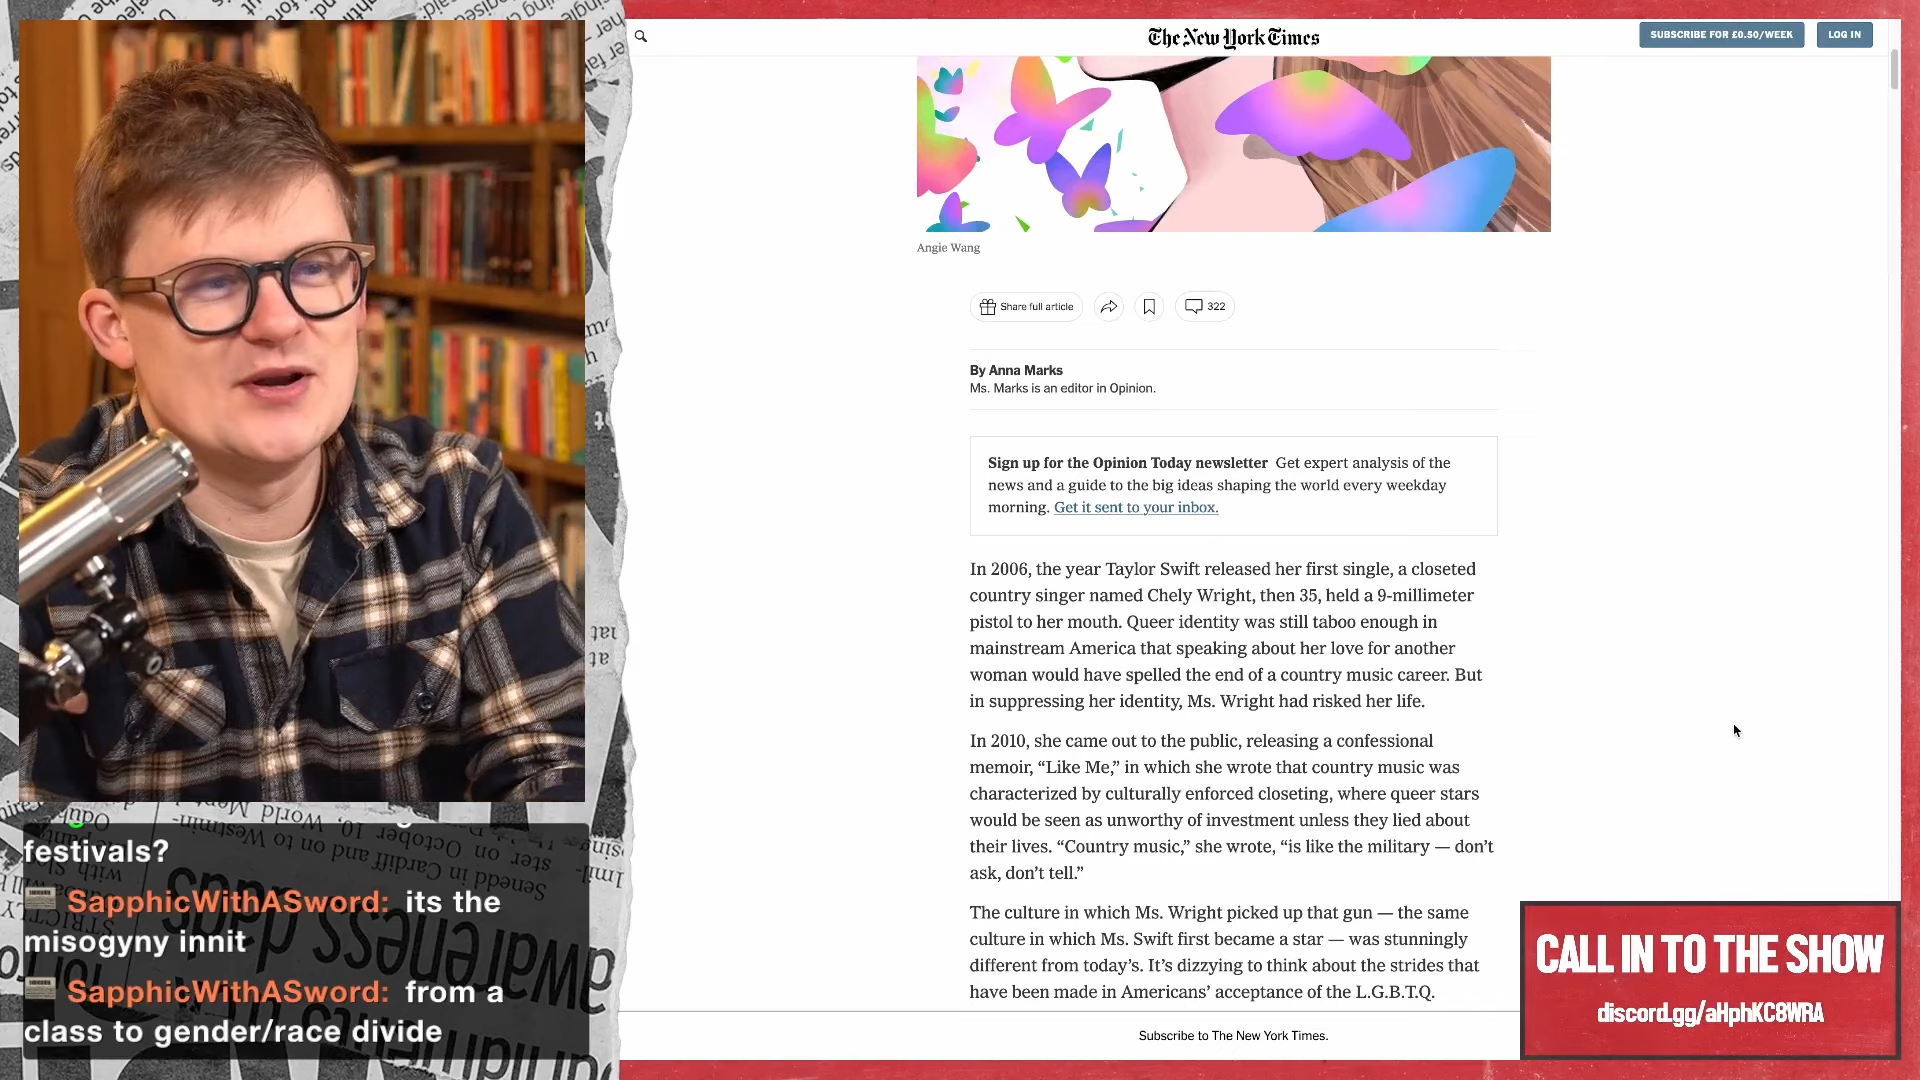 The New York Times
SUBSCRIBE FOR £0.50/WEEK
LOG IN
Angie Wang
Share full article
322
By Anna Marks
Ms. Marks is an editor in Opinion.
Sign up for the Opinion Today newsletter Get expert analysis of the
news and a guide to the big ideas shaping the world every weekday
morning. Get it sent to your inbox.
In 2006, the year Taylor Swift released her first single, a closeted
country singer named Chely Wright, then 35, held a 9-millimeter
pistol to her mouth. Queer identity was still taboo enough in
mainstream America that speaking about her love for another
woman would have spelled the end of a country music career. But
in suppressing her identity, Ms. Wright had risked her life.
In 2010, she came out to the public, releasing a confessional
memoir, “Like Me,” in which she wrote that country music was
characterized by culturally enforced closeting, where queer stars
would be seen as unworthy of investment unless they lied about
their lives. “Country music,” she wrote, “is like the military — don’t
ask, don’t tell.”
The culture in which Ms. Wright picked up that gun — the same
culture in which Ms. Swift first became a star — was stunningly
different from today’s. It’s dizzying to think about the strides that
have been made in Americans’ acceptance of the L.G.B.T.Q.
Subscribe to The New York Times.
festivals?
SapphicWithASword: its the
misogyny innit
SapphicWithASword: from a
class to gender/race divide
CALL IN TO THE SHOW
discord.gg/aHphKC8WRA